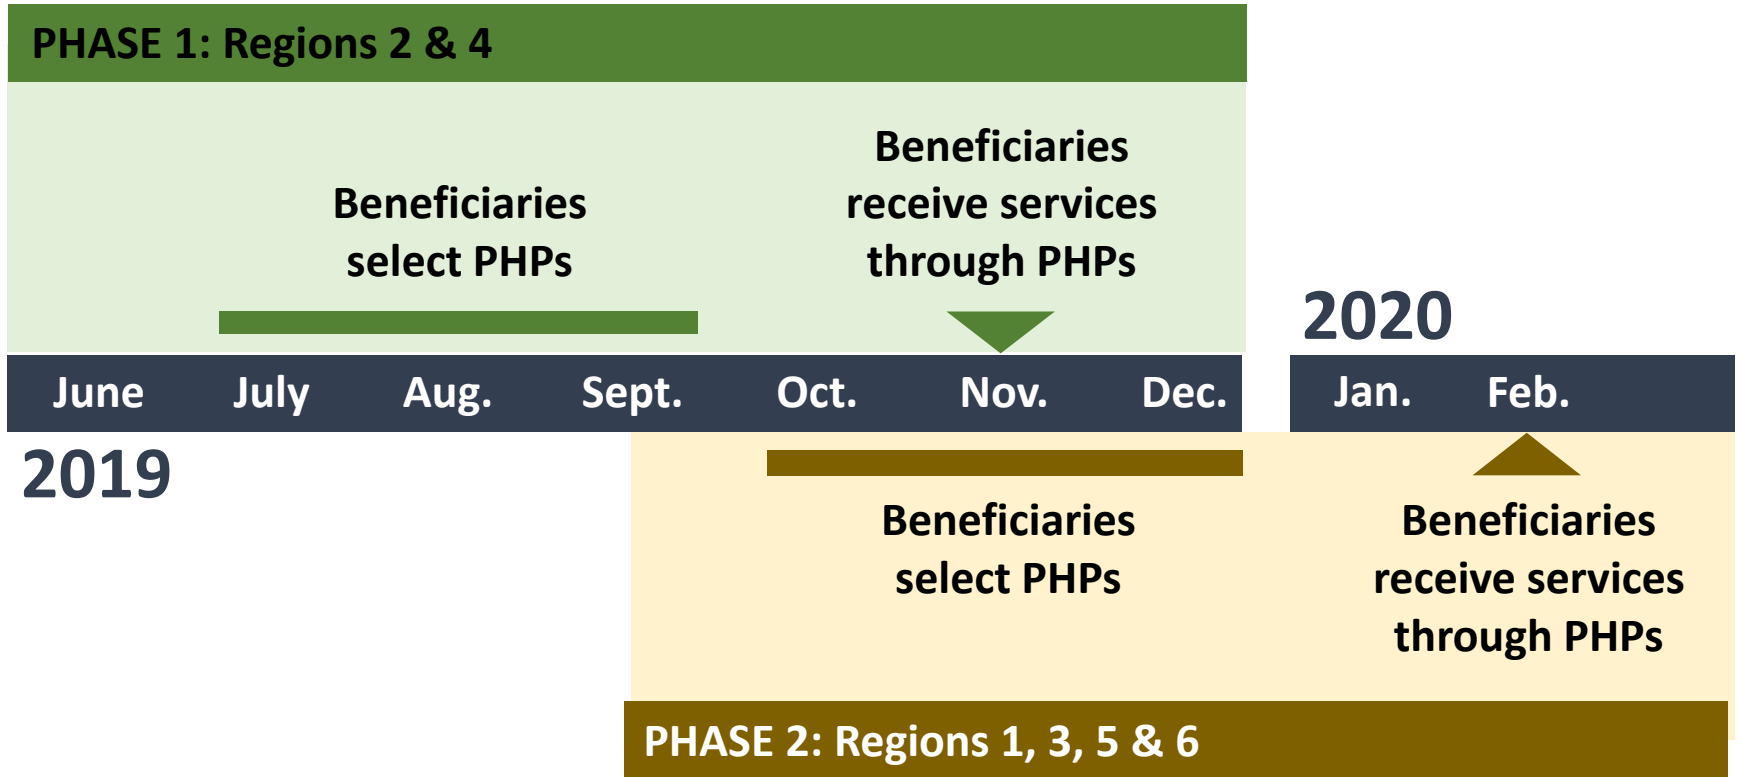 PHASE 1: Regions 2 & 4
Beneficiaries
select PHPs
Beneficiaries
receive services
through PHPs
2020
June July Aug. Sept. Oct. Nov. Dec. Jan. Feb.
2019
Beneficiaries
select PHPs
Beneficiaries
receive services
through PHPs
PHASE 2: Regions 1, 3, 5 & 6